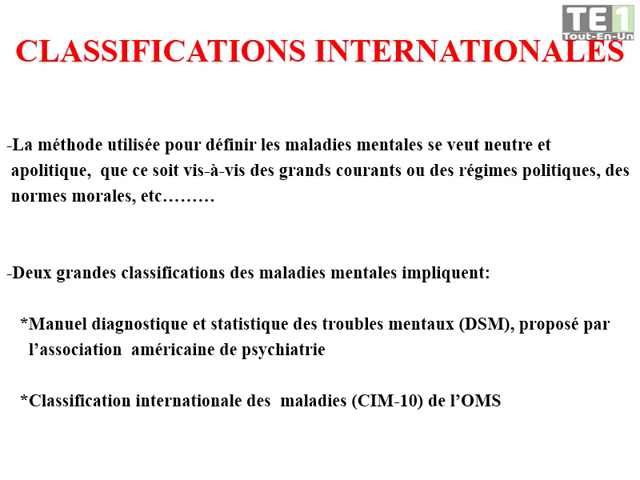 TE1
Tout-En-Un
CLASSIFICATIONS INTERNATIONALES
-La méthode utilisée pour définir les maladies mentales se veut neutre et
apolitique,  que ce soit vis-à-vis des grands courants ou des régimes politiques, des
normes morales, etc………
-Deux grandes classifications des maladies mentales impliquent:
*Manuel diagnostique et statistique des troubles mentaux (DSM), proposé par
l’association  américaine de psychiatrie
*Classification internationale des  maladies (CIM-10) de l’OMS